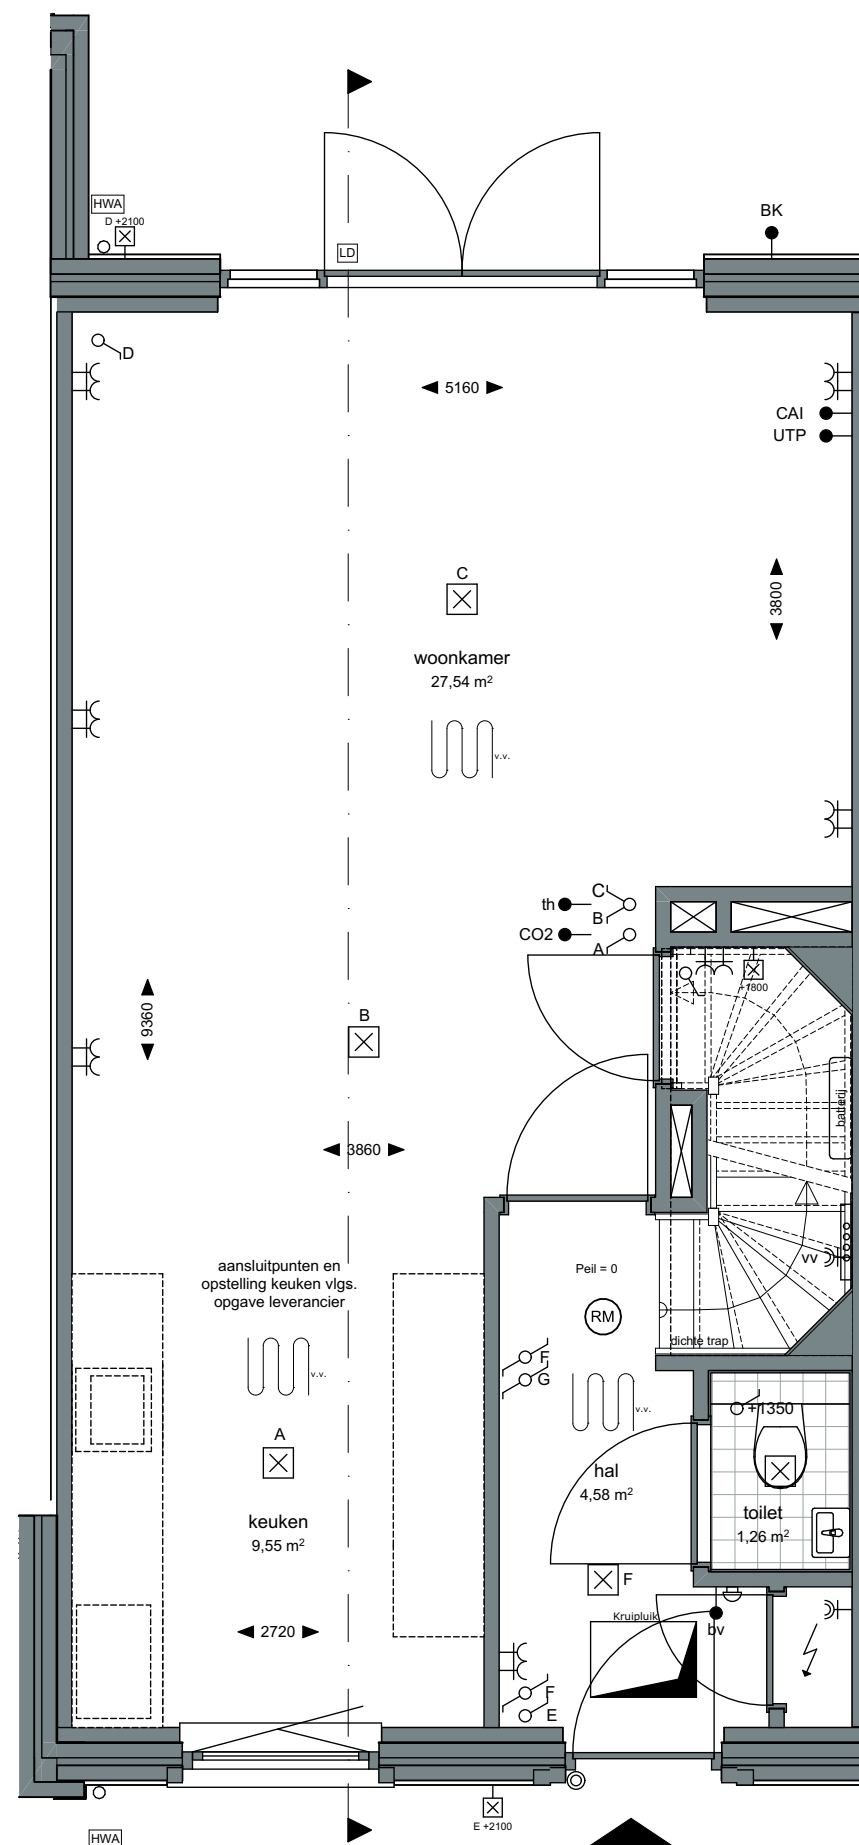 HWA
D +2100
BK
LD
D
5160
CAI
UTP
3800
C
woonkamer
27,54 m²
v.v.
C
th
B
CO2
A
+1800
9360
B
batterij
3860
aansluitpunten en
opstelling keuken vlgs.
opgave leverancier
Peil = 0
vv
RM
dichte trap
F
G
v.v.
v.v.
+1350
A
hal
4,58 m²
keuken
9,55 m²
toilet
1,26 m²
F
Kruipluik
bv
2720
F
E
E +2100
HWA